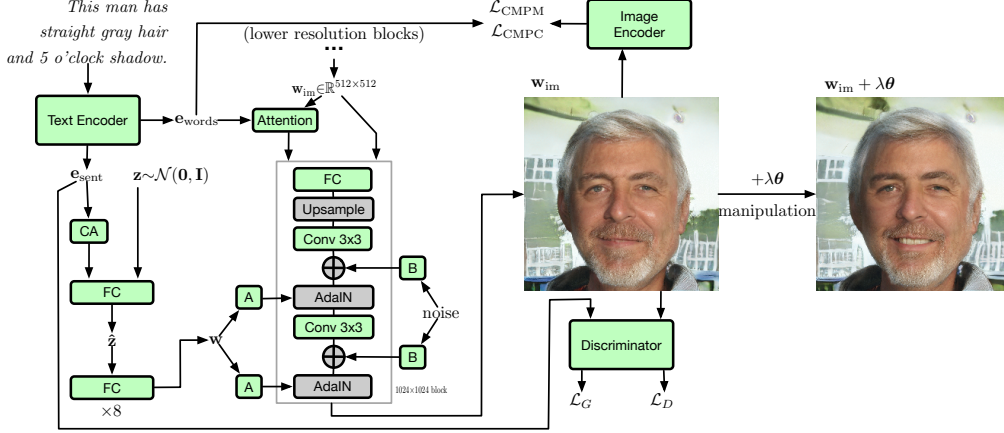 This man has
straight gray hair
and 5 o'clock shadow.
Text Encoder
e_words
Attention
(lower resolution blocks)
...
w_im∈ℝ^512×512
ℒ_CMPM
ℒ_CMPC
Image
Encoder
e_sent
z∼𝒩(0, I)
CA
FC
ẑ
FC
×8
w
A
A
FC
Upsample
Conv 3x3
AdaIN
Conv 3x3
AdaIN
B
noise
B
1024×1024 block
w_im
+λθ
manipulation
w_im + λθ
Discriminator
ℒ_G
ℒ_D